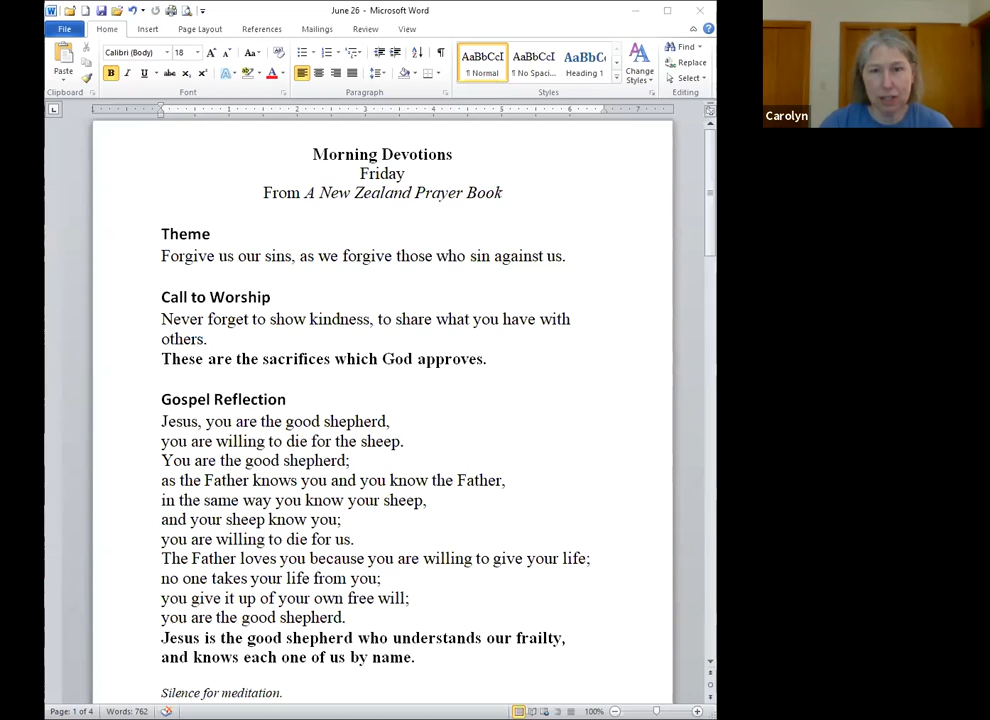 June 26 - Microsoft Word
File Home Insert Page Layout References Mailings Review View
Paste
Calibri (Body) 18
AaBbCcI AaBbCcI AaBbC
¶ Normal ¶ No Spaci... Heading 1
Change Styles
Find
Replace
Select
Clipboard Font Paragraph Styles Editing
Carolyn
Morning Devotions
Friday
From A New Zealand Prayer Book
Theme
Forgive us our sins, as we forgive those who sin against us.
Call to Worship
Never forget to show kindness, to share what you have with
others.
These are the sacrifices which God approves.
Gospel Reflection
Jesus, you are the good shepherd,
you are willing to die for the sheep.
You are the good shepherd;
as the Father knows you and you know the Father,
in the same way you know your sheep,
and your sheep know you;
you are willing to die for us.
The Father loves you because you are willing to give your life;
no one takes your life from you;
you give it up of your own free will;
you are the good shepherd.
Jesus is the good shepherd who understands our frailty,
and knows each one of us by name.
Silence for meditation.
Page: 1 of 4 Words: 762 100%